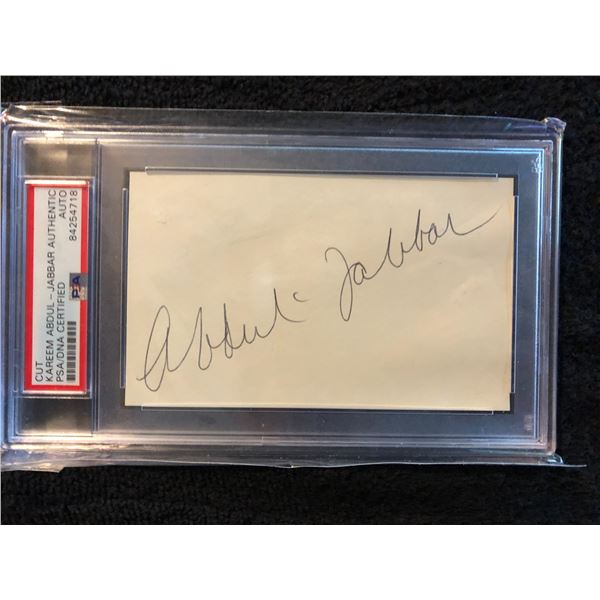 CUT
KAREEM ABDUL - JABBAR AUTHENTIC
AUTO
PSA/DNA CERTIFIED
84254718
PSA
Abdul-Jabbar